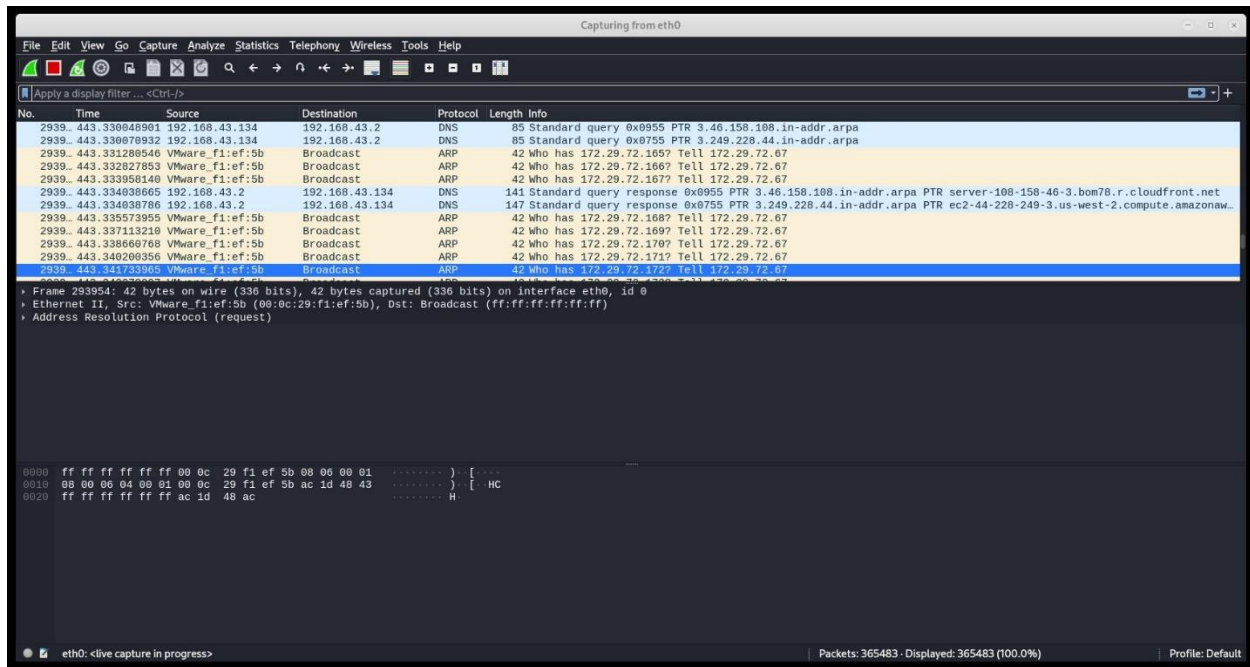 Capturing from eth0
File Edit View Go Capture Analyze Statistics Telephony Wireless Tools Help
Apply a display filter ... <Ctrl-/>
No. Time Source Destination Protocol Length Info
2939… 443.330048901 192.168.43.134 192.168.43.2 DNS 85 Standard query 0x0955 PTR 3.46.158.108.in-addr.arpa
2939… 443.330070932 192.168.43.134 192.168.43.2 DNS 85 Standard query 0x0755 PTR 3.249.228.44.in-addr.arpa
2939… 443.331280546 VMware_f1:ef:5b Broadcast ARP 42 Who has 172.29.72.165? Tell 172.29.72.67
2939… 443.332827853 VMware_f1:ef:5b Broadcast ARP 42 Who has 172.29.72.166? Tell 172.29.72.67
2939… 443.333958140 VMware_f1:ef:5b Broadcast ARP 42 Who has 172.29.72.167? Tell 172.29.72.67
2939… 443.334038665 192.168.43.2 192.168.43.134 DNS 141 Standard query response 0x0955 PTR 3.46.158.108.in-addr.arpa PTR server-108-158-46-3.bom78.r.cloudfront.net
2939… 443.334038786 192.168.43.2 192.168.43.134 DNS 147 Standard query response 0x0755 PTR 3.249.228.44.in-addr.arpa PTR ec2-44-228-249-3.us-west-2.compute.amazonaw…
2939… 443.335573955 VMware_f1:ef:5b Broadcast ARP 42 Who has 172.29.72.168? Tell 172.29.72.67
2939… 443.337113210 VMware_f1:ef:5b Broadcast ARP 42 Who has 172.29.72.169? Tell 172.29.72.67
2939… 443.338660768 VMware_f1:ef:5b Broadcast ARP 42 Who has 172.29.72.170? Tell 172.29.72.67
2939… 443.340200356 VMware_f1:ef:5b Broadcast ARP 42 Who has 172.29.72.171? Tell 172.29.72.67
2939… 443.341733965 VMware_f1:ef:5b Broadcast ARP 42 Who has 172.29.72.172? Tell 172.29.72.67
Frame 293954: 42 bytes on wire (336 bits), 42 bytes captured (336 bits) on interface eth0, id 0
Ethernet II, Src: VMware_f1:ef:5b (00:0c:29:f1:ef:5b), Dst: Broadcast (ff:ff:ff:ff:ff:ff)
Address Resolution Protocol (request)
0000 ff ff ff ff ff ff 00 0c 29 f1 ef 5b 08 06 00 01 ········ )··[····
0010 08 00 06 04 00 01 00 0c 29 f1 ef 5b ac 1d 48 43 ········ )··[··HC
0020 ff ff ff ff ff ff ac 1d 48 ac ········ H·
eth0: <live capture in progress> Packets: 365483 · Displayed: 365483 (100.0%) Profile: Default